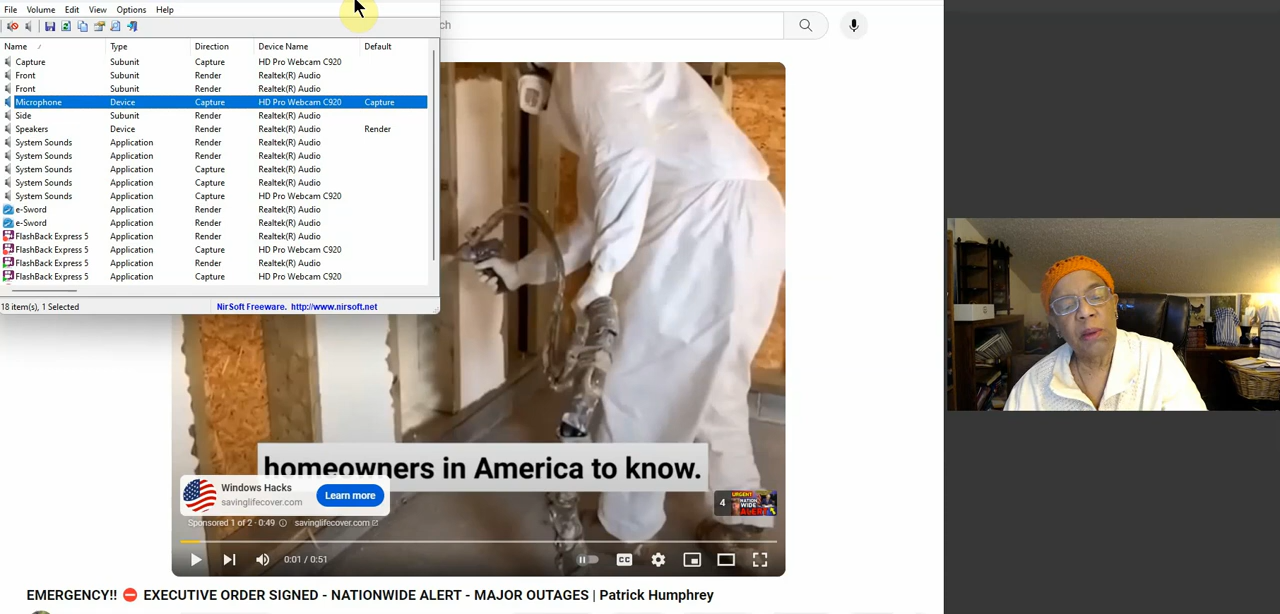 File Volume Edit View Options Help
ch
Name Type Direction Device Name Default
Capture Subunit Capture HD Pro Webcam C920
Front Subunit Render Realtek(R) Audio
Front Subunit Render Realtek(R) Audio
Microphone Device Capture HD Pro Webcam C920 Capture
Side Subunit Render Realtek(R) Audio
Speakers Device Render Realtek(R) Audio Render
System Sounds Application Render Realtek(R) Audio
System Sounds Application Render Realtek(R) Audio
System Sounds Application Capture Realtek(R) Audio
System Sounds Application Render Realtek(R) Audio
System Sounds Application Capture HD Pro Webcam C920
e-Sword Application Render Realtek(R) Audio
e-Sword Application Render Realtek(R) Audio
FlashBack Express 5 Application Render Realtek(R) Audio
FlashBack Express 5 Application Capture HD Pro Webcam C920
FlashBack Express 5 Application Render Realtek(R) Audio
FlashBack Express 5 Application Capture HD Pro Webcam C920
18 item(s), 1 Selected NirSoft Freeware. http://www.nirsoft.net
homeowners in America to know.
Windows Hacks
savinglifecover.com
Learn more
Sponsored 1 of 2 · 0:49 savinglifecover.com
4 URGENT NATION WIDE ALERT
0:01 / 0:51
CC
EMERGENCY!! ⛔ EXECUTIVE ORDER SIGNED - NATIONWIDE ALERT - MAJOR OUTAGES | Patrick Humphrey